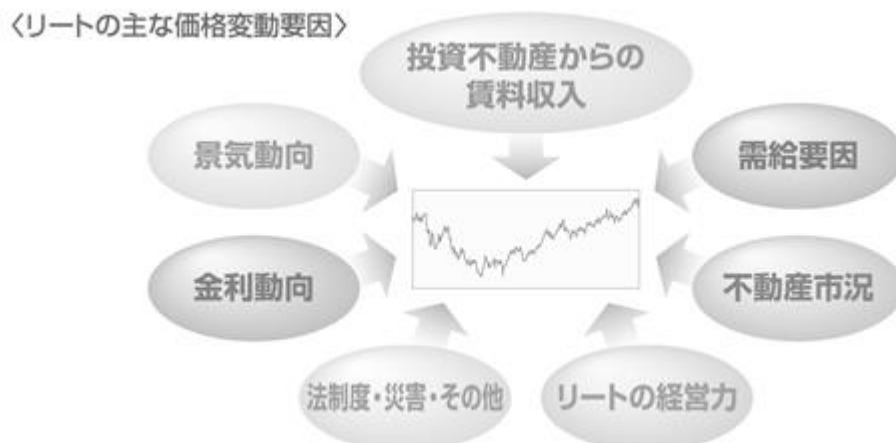 〈リートの主な価格変動要因〉
投資不動産からの
賃料収入
景気動向
需給要因
金利動向
不動産市況
法制度・災害・その他
リートの経営力